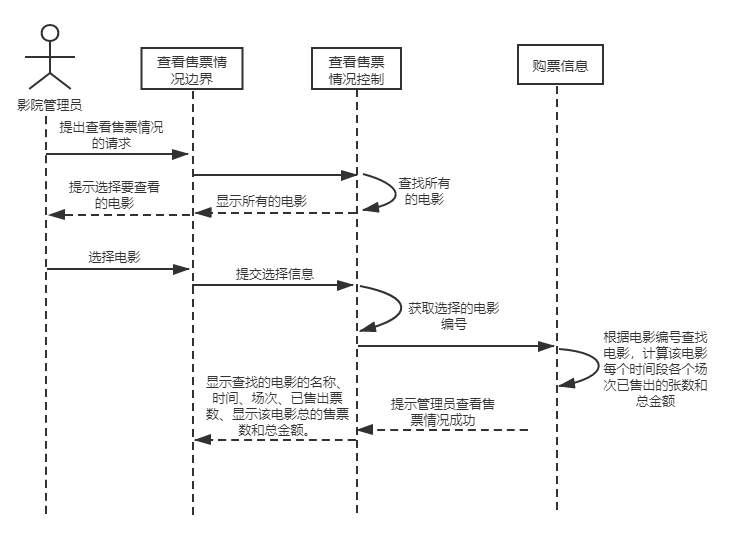 查看售票情
况边界
查看售票
情况控制
购票信息
影院管理员
提出查看售票情况
的请求
查找所有
的电影
提示选择要查看
的电影
显示所有的电影
选择电影
提交选择信息
获取选择的电影
编号
根据电影编号查找
电影，计算该电影
每个时间段各个场
次已售出的张数和
总金额
显示查找的电影的名称、
时间、场次、已售出票
数、显示该电影总的售票
数和总金额。
提示管理员查看售
票情况成功